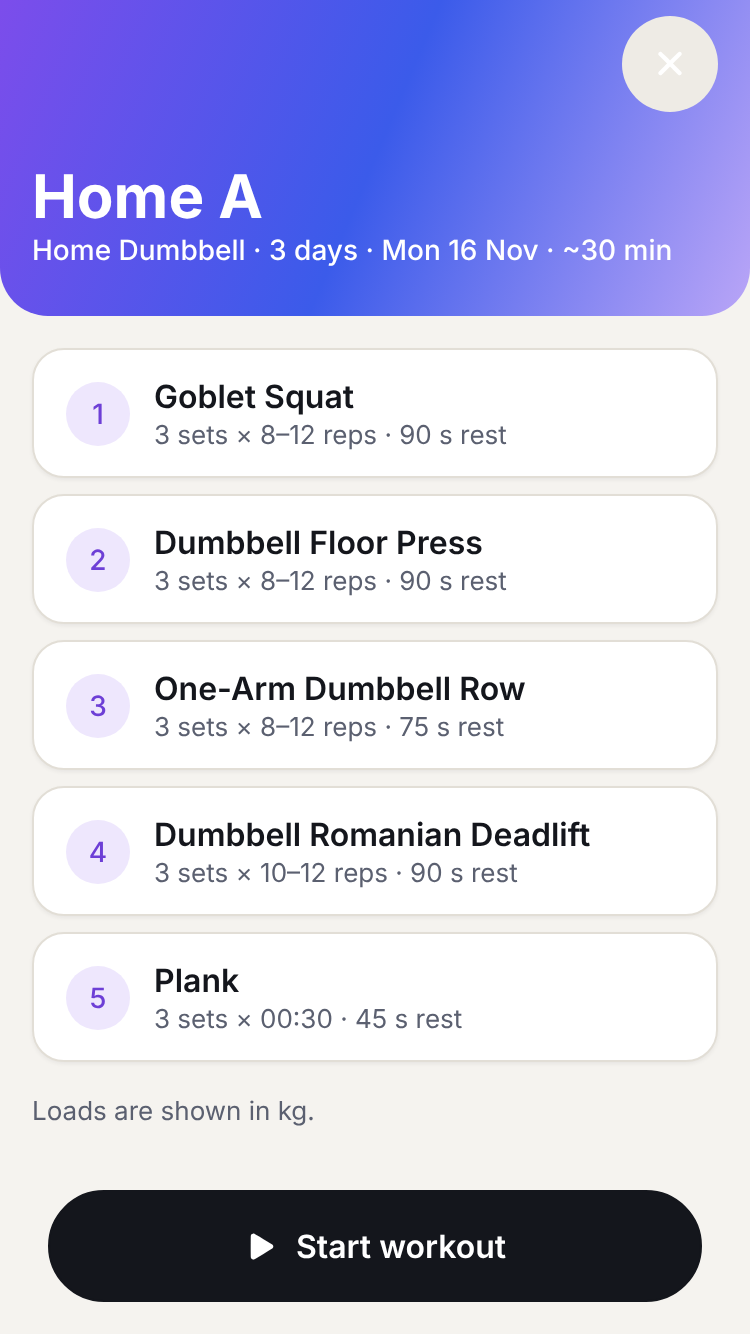 Home A
Home Dumbbell · 3 days · Mon 16 Nov · ~30 min
1
Goblet Squat
3 sets × 8–12 reps · 90 s rest
2
Dumbbell Floor Press
3 sets × 8–12 reps · 90 s rest
3
One-Arm Dumbbell Row
3 sets × 8–12 reps · 75 s rest
4
Dumbbell Romanian Deadlift
3 sets × 10–12 reps · 90 s rest
5
Plank
3 sets × 00:30 · 45 s rest
Loads are shown in kg.
Start workout